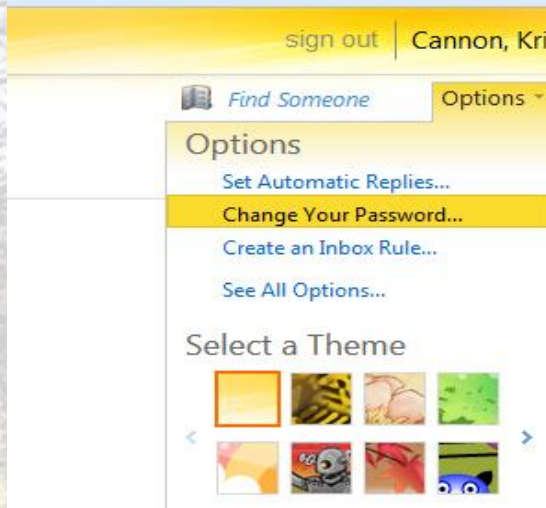 sign out | Cannon, Kri
Find Someone Options
Options
Set Automatic Replies...
Change Your Password...
Create an Inbox Rule...
See All Options...
Select a Theme